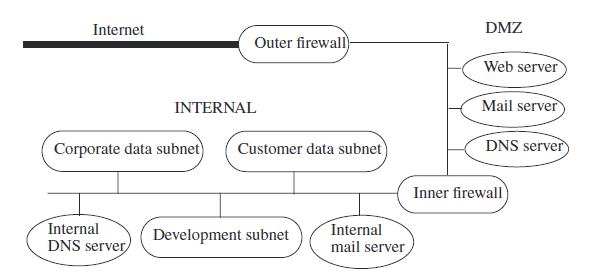 Internet
DMZ
Outer firewall
Web server
Mail server
INTERNAL
Corporate data subnet
Customer data subnet
DNS server
Inner firewall
Internal
DNS server
Development subnet
Internal
mail server